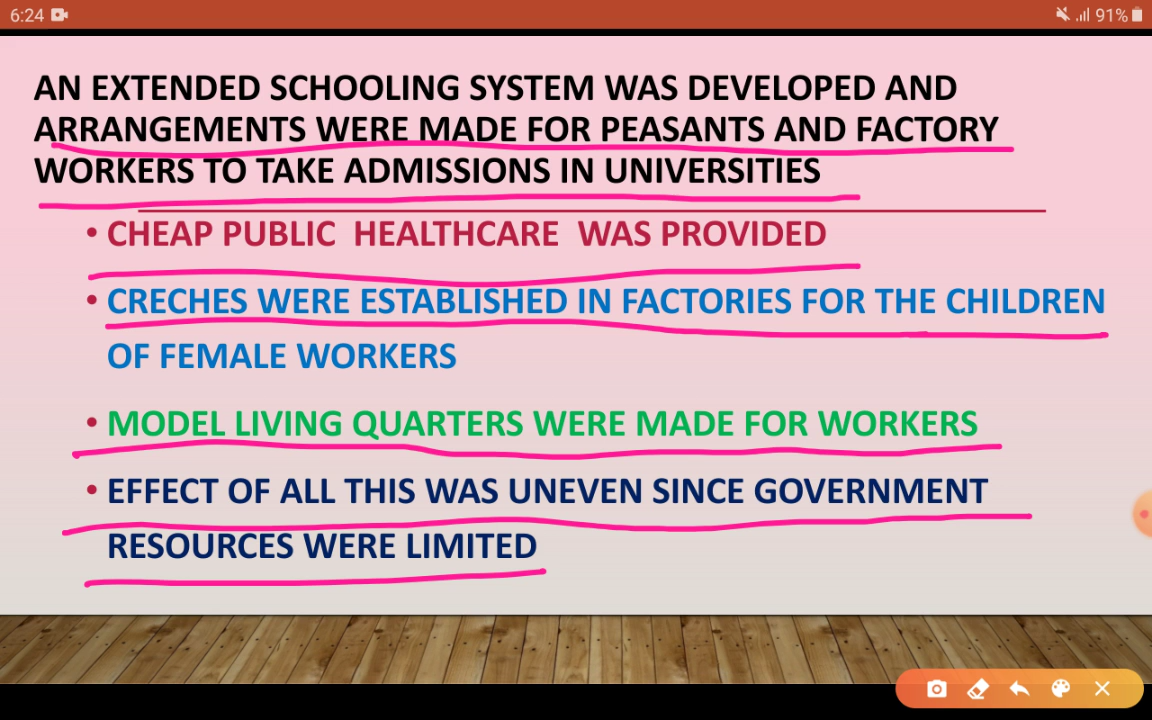 6:24
91%
AN EXTENDED SCHOOLING SYSTEM WAS DEVELOPED AND
ARRANGEMENTS WERE MADE FOR PEASANTS AND FACTORY
WORKERS TO TAKE ADMISSIONS IN UNIVERSITIES
• CHEAP PUBLIC HEALTHCARE WAS PROVIDED
• CRECHES WERE ESTABLISHED IN FACTORIES FOR THE CHILDREN
OF FEMALE WORKERS
• MODEL LIVING QUARTERS WERE MADE FOR WORKERS
• EFFECT OF ALL THIS WAS UNEVEN SINCE GOVERNMENT
RESOURCES WERE LIMITED